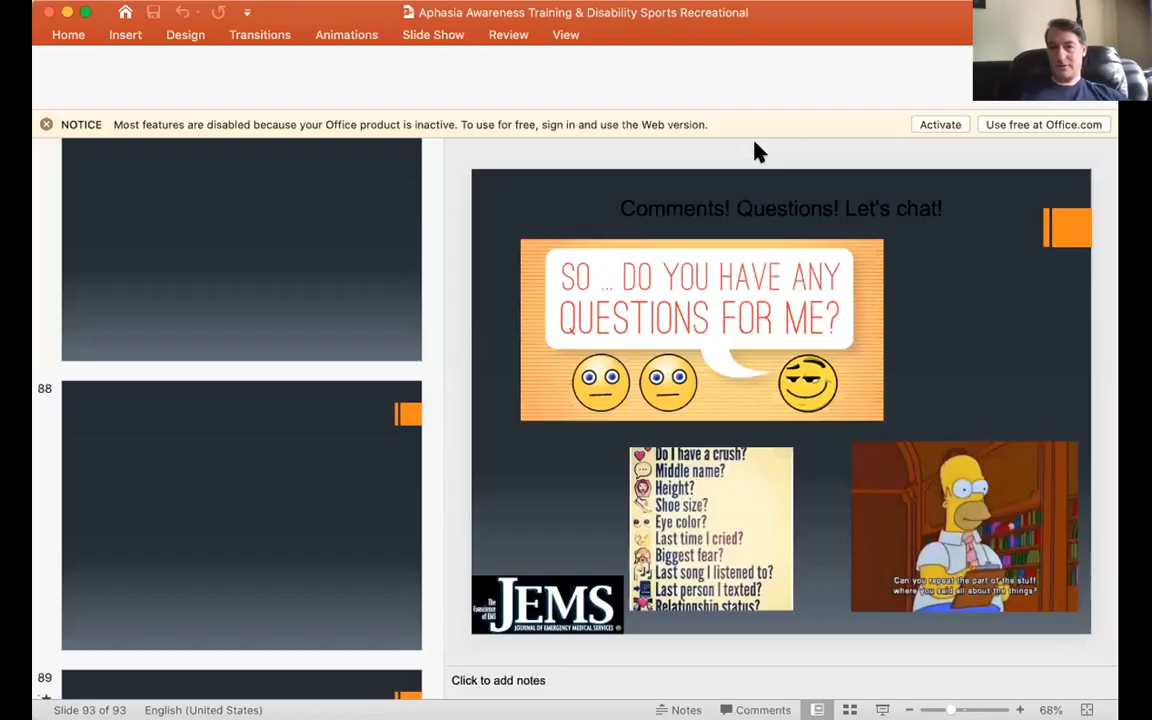 Aphasia Awareness Training & Disability Sports Recreational
Home Insert Design Transitions Animations Slide Show Review View
NOTICE Most features are disabled because your Office product is inactive. To use for free, sign in and use the Web version. Activate Use free at Office.com
88
89
Comments! Questions! Let's chat!
SO ... DO YOU HAVE ANY
QUESTIONS FOR ME?
Do I have a crush?
Middle name?
Height?
Shoe size?
Eye color?
Last time I cried?
Biggest fear?
Last song I listened to?
Last person I texted?
Relationship status?
Can you repeat the part of the stuff
where you said all about the things?
The
Conscience
of EMS
JEMS
JOURNAL OF EMERGENCY MEDICAL SERVICES ®
Click to add notes
Slide 93 of 93 English (United States) Notes Comments 68%